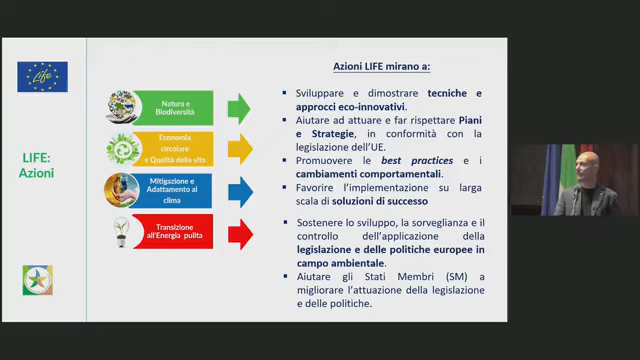 Life
LIFE:
Azioni
Natura e
Biodiversità
Economia
circolare
e Qualità della vita
Mitigazione e
Adattamento al
clima
Transizione
all'Energia pulita
Azioni LIFE mirano a:
▪ Sviluppare e dimostrare tecniche e
approcci eco-innovativi.
▪ Aiutare ad attuare e far rispettare Piani
e Strategie, in conformità con la
legislazione dell'UE.
▪ Promuovere le best practices e i
cambiamenti comportamentali.
▪ Favorire l'implementazione su larga
scala di soluzioni di successo
▪ Sostenere lo sviluppo, la sorveglianza e il
controllo dell'applicazione della
legislazione e delle politiche europee in
campo ambientale.
▪ Aiutare gli Stati Membri (SM) a
migliorare l'attuazione della legislazione
e delle politiche.